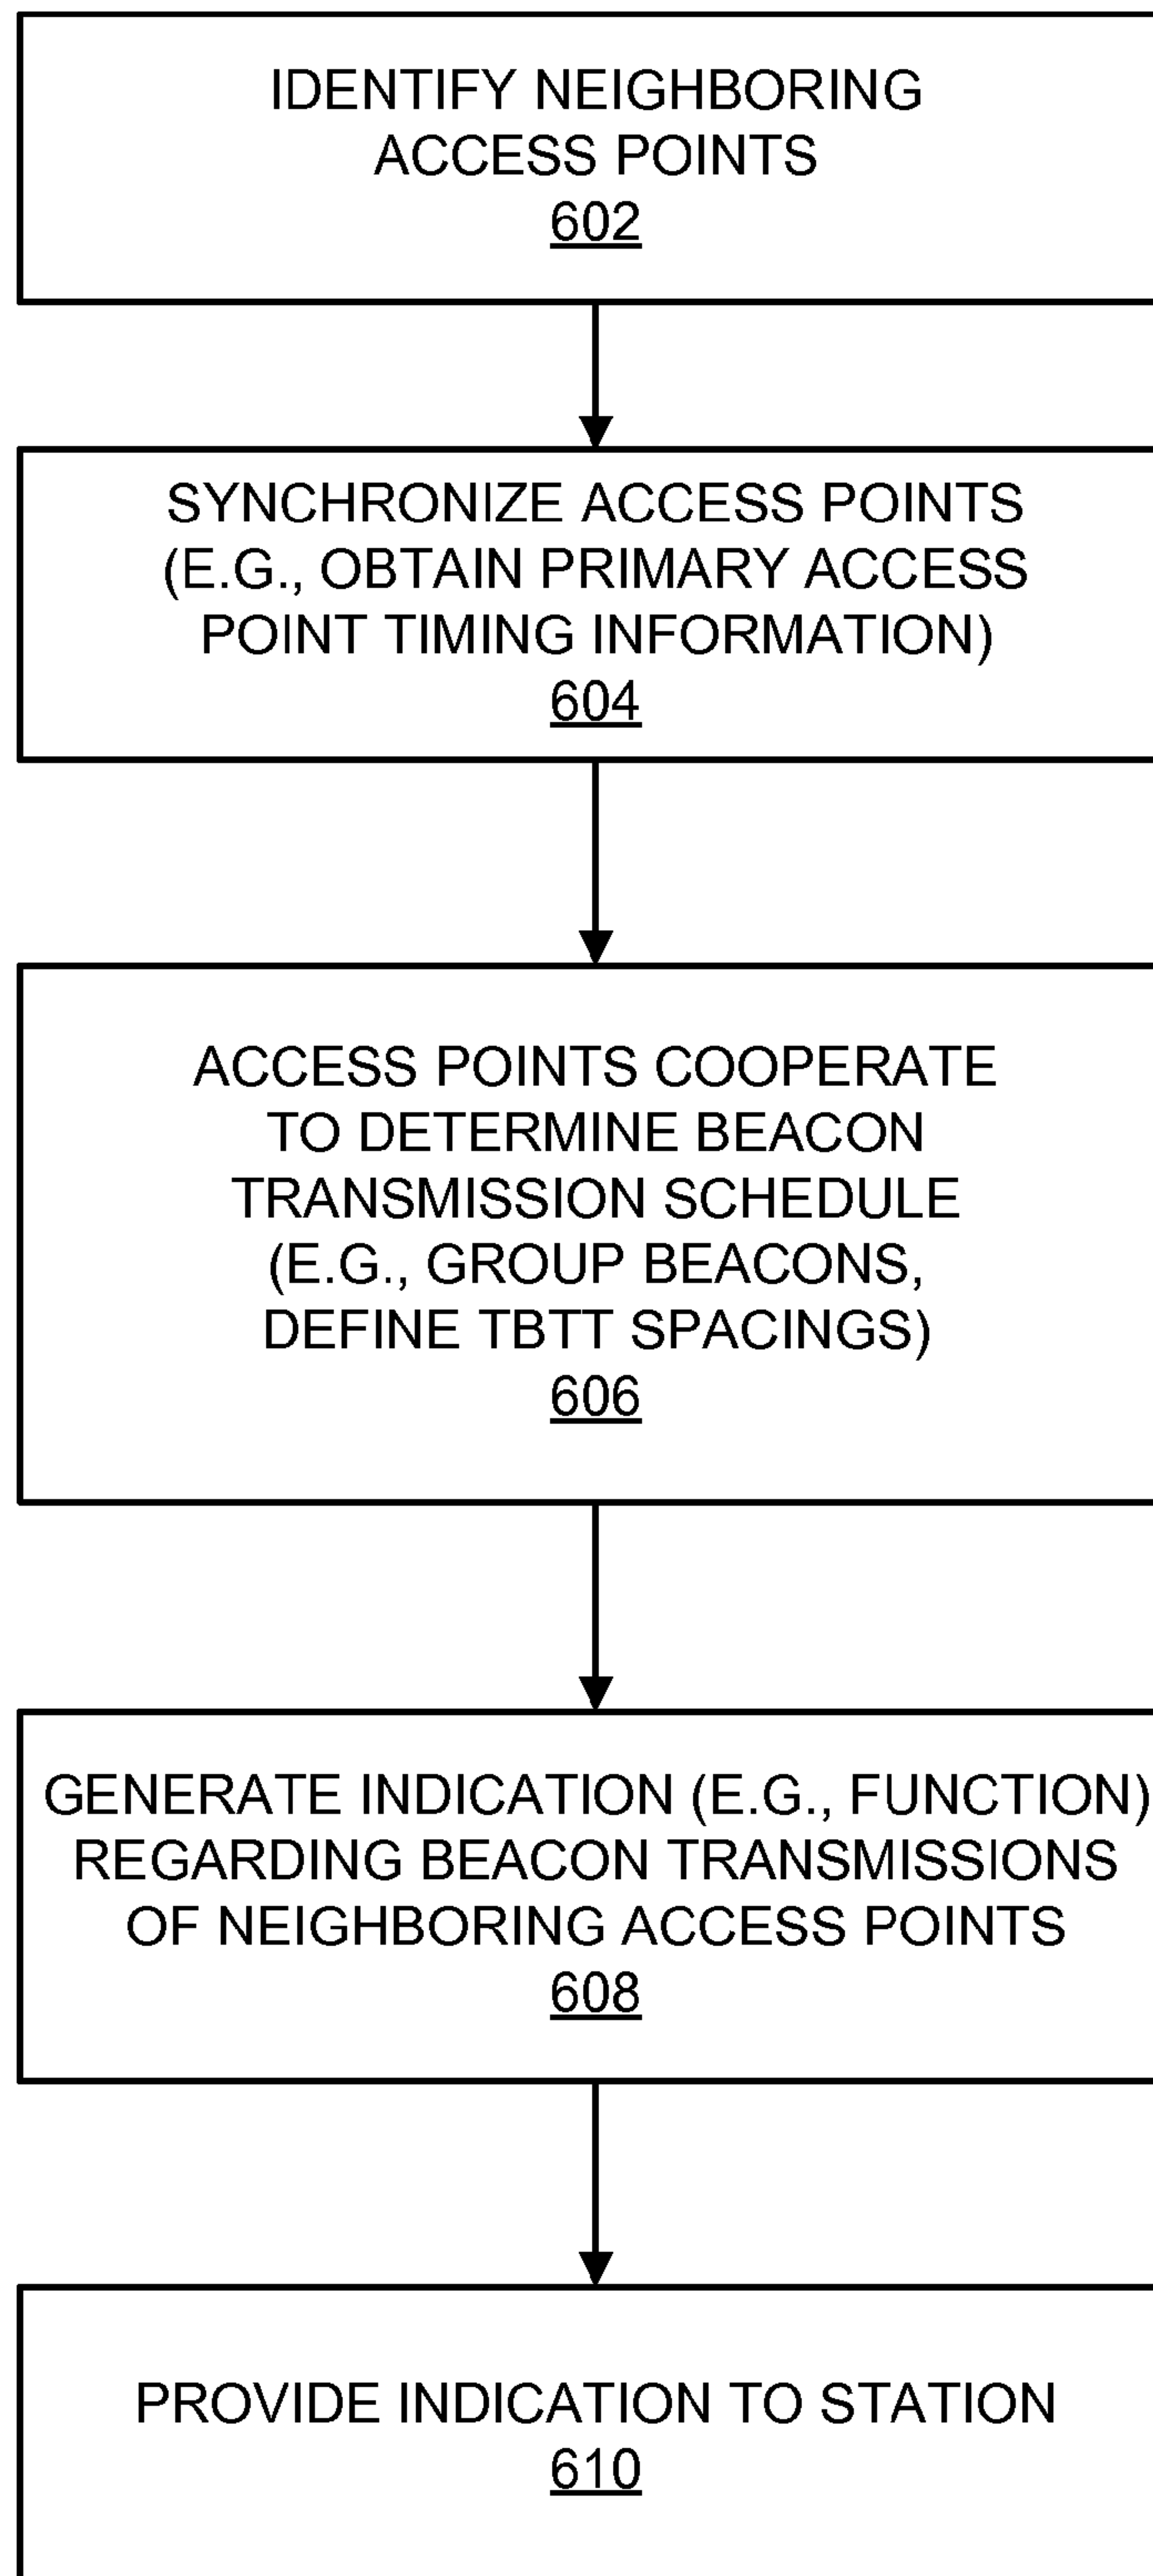 IDENTIFY NEIGHBORING
ACCESS POINTS
602
SYNCHRONIZE ACCESS POINTS
(E.G., OBTAIN PRIMARY ACCESS
POINT TIMING INFORMATION)
604
ACCESS POINTS COOPERATE
TO DETERMINE BEACON
TRANSMISSION SCHEDULE
(E.G., GROUP BEACONS,
DEFINE TBTT SPACINGS)
606
GENERATE INDICATION (E.G., FUNCTION)
REGARDING BEACON TRANSMISSIONS
OF NEIGHBORING ACCESS POINTS
608
PROVIDE INDICATION TO STATION
610